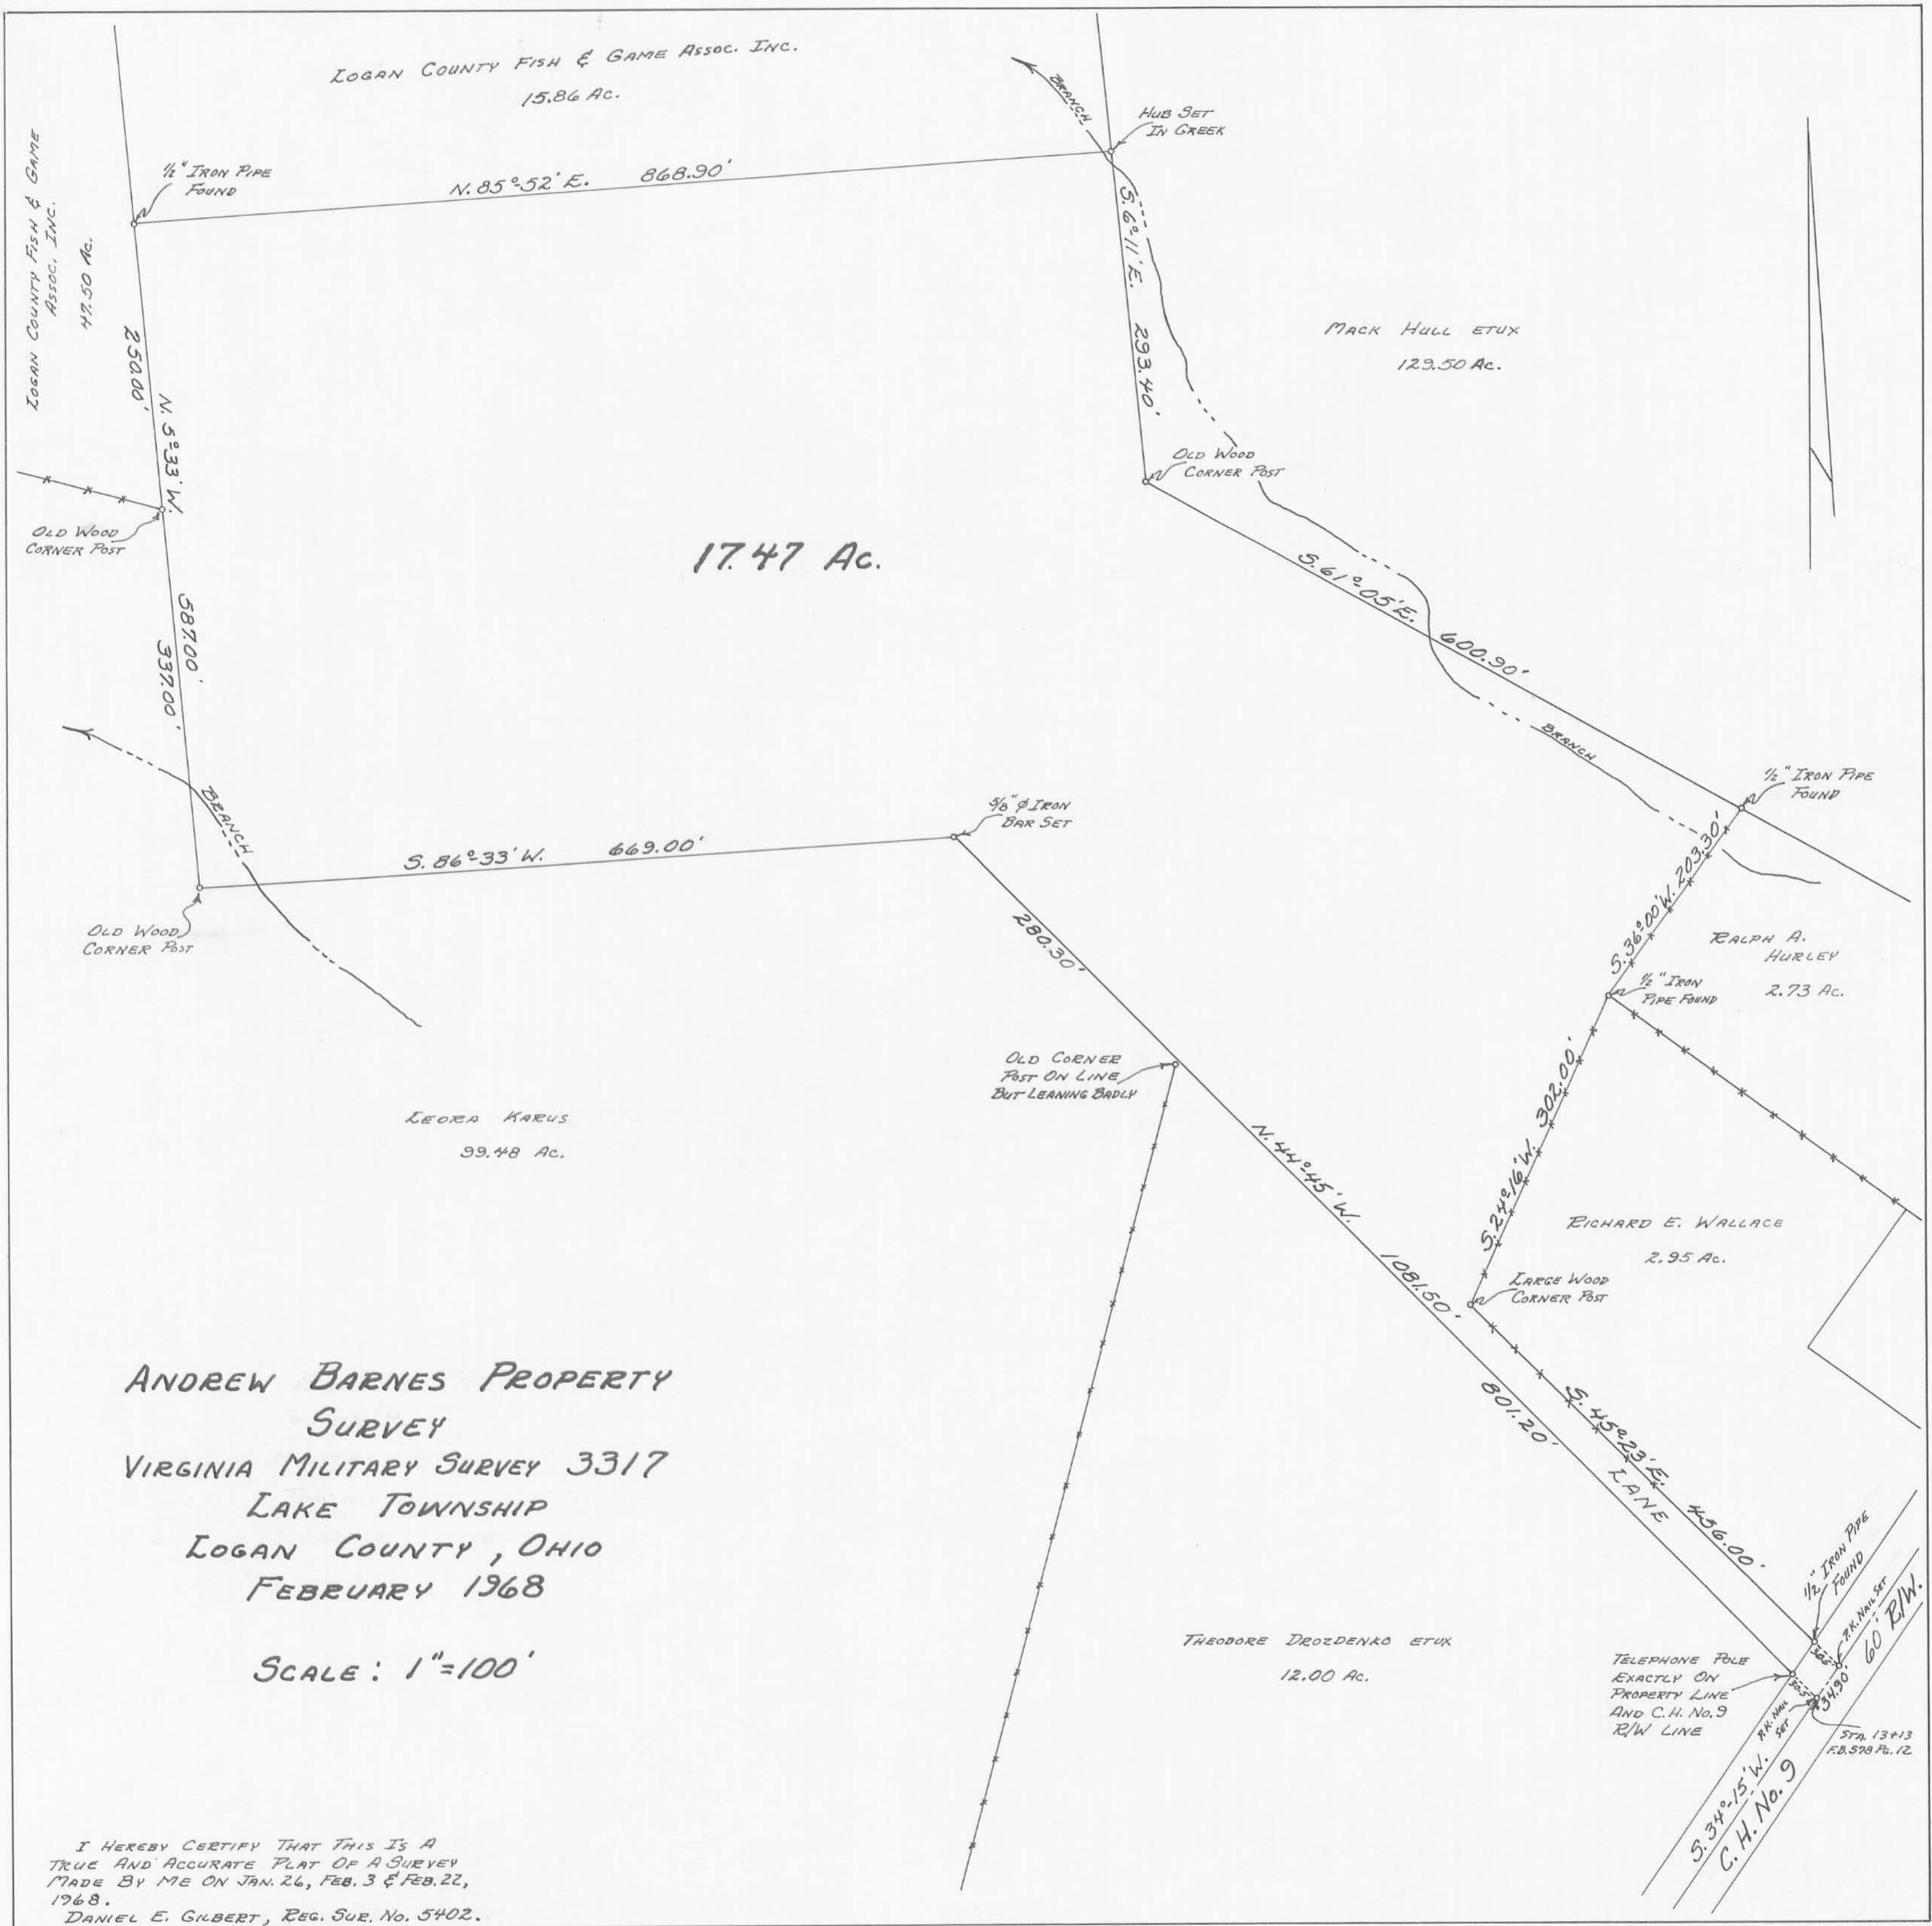 LOGAN COUNTY FISH & GAME ASSOC. INC.
15.86 AC.
BRANCH
HUB SET
IN CREEK
LOGAN COUNTY FISH & GAME
ASSOC. INC.
47.50 AC.
1/2" IRON PIPE
FOUND
N. 85°-52' E. 868.90'
S. 6°-11' E. 293.40'
MACK HULL ETUX
129.50 AC.
250.00'
N. 5°-33' W.
587.00'
337.00'
OLD WOOD
CORNER POST
OLD WOOD
CORNER POST
17.47 AC.
S. 61°-05' E. 600.90'
BRANCH
1/2" IRON PIPE
FOUND
BRANCH
S. 86°-33' W. 669.00'
5/8" ϕ IRON
BAR SET
OLD WOOD
CORNER POST
280.30'
S. 36°-00' W. 203.30'
RALPH A.
HURLEY
2.73 AC.
1/2" IRON
PIPE FOUND
OLD CORNER
POST ON LINE
BUT LEANING BADLY
LEORA KARUS
99.48 AC.
N. 44°-45' W. 1081.50'
801.20'
S. 24°-16' W. 302.00'
RICHARD E. WALLACE
2.95 AC.
LARGE WOOD
CORNER POST
S. 45°-23' E. 456.00'
LANE
ANDREW BARNES PROPERTY
SURVEY
VIRGINIA MILITARY SURVEY 3317
LAKE TOWNSHIP
LOGAN COUNTY, OHIO
FEBRUARY 1968
SCALE: 1"=100'
THEODORE DROZDENKO ETUX
12.00 AC.
1/2" IRON PIPE
FOUND
P.K. NAIL SET
60' R/W.
TELEPHONE POLE
EXACTLY ON
PROPERTY LINE
AND C.H. NO. 9
R/W LINE
30.5'
34.90'
P.K. NAIL
SET
STA. 13+13
F.B. 578 PG. 12
S. 34°-15' W.
C. H. NO. 9
I HEREBY CERTIFY THAT THIS IS A
TRUE AND ACCURATE PLAT OF A SURVEY
MADE BY ME ON JAN. 26, FEB. 3 & FEB. 22,
1968.
DANIEL E. GILBERT, REG. SUR. NO. 5402.